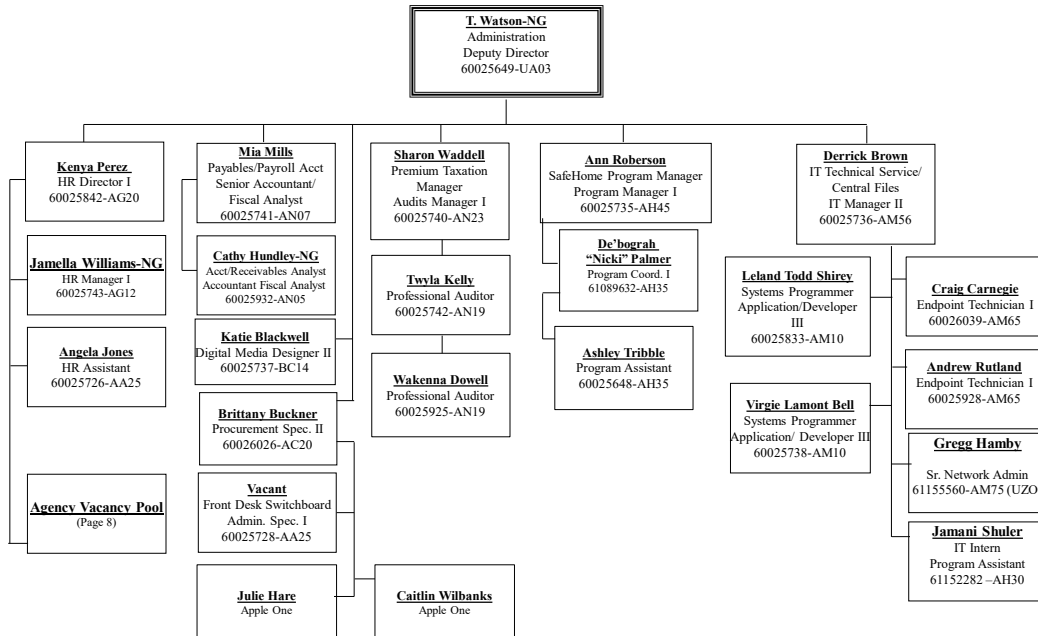 T. Watson-NG
Administration
Deputy Director
60025649-UA03
Kenya Perez
HR Director I
60025842-AG20
Jamella Williams-NG
HR Manager I
60025743-AG12
Angela Jones
HR Assistant
60025726-AA25
Agency Vacancy Pool
(Page 8)
Mia Mills
Payables/Payroll Acct
Senior Accountant/
Fiscal Analyst
60025741-AN07
Cathy Hundley-NG
Acct/Receivables Analyst
Accountant Fiscal Analyst
60025932-AN05
Katie Blackwell
Digital Media Designer II
60025737-BC14
Brittany Buckner
Procurement Spec. II
60026026-AC20
Vacant
Front Desk Switchboard
Admin. Spec. I
60025728-AA25
Julie Hare
Apple One
Caitlin Wilbanks
Apple One
Sharon Waddell
Premium Taxation
Manager
Audits Manager I
60025740-AN23
Twyla Kelly
Professional Auditor
60025742-AN19
Wakenna Dowell
Professional Auditor
60025925-AN19
Ann Roberson
SafeHome Program Manager
Program Manager I
60025735-AH45
De’bograh
“Nicki” Palmer
Program Coord. I
61089632-AH35
Ashley Tribble
Program Assistant
60025648-AH35
Derrick Brown
IT Technical Service/
Central Files
IT Manager II
60025736-AM56
Leland Todd Shirey
Systems Programmer
Application/Developer
III
60025833-AM10
Virgie Lamont Bell
Systems Programmer
Application/ Developer III
60025738-AM10
Craig Carnegie
Endpoint Technician I
60026039-AM65
Andrew Rutland
Endpoint Technician I
60025928-AM65
Gregg Hamby
Sr. Network Admin
61155560-AM75 (UZO)
Jamani Shuler
IT Intern
Program Assistant
61152282 –AH30